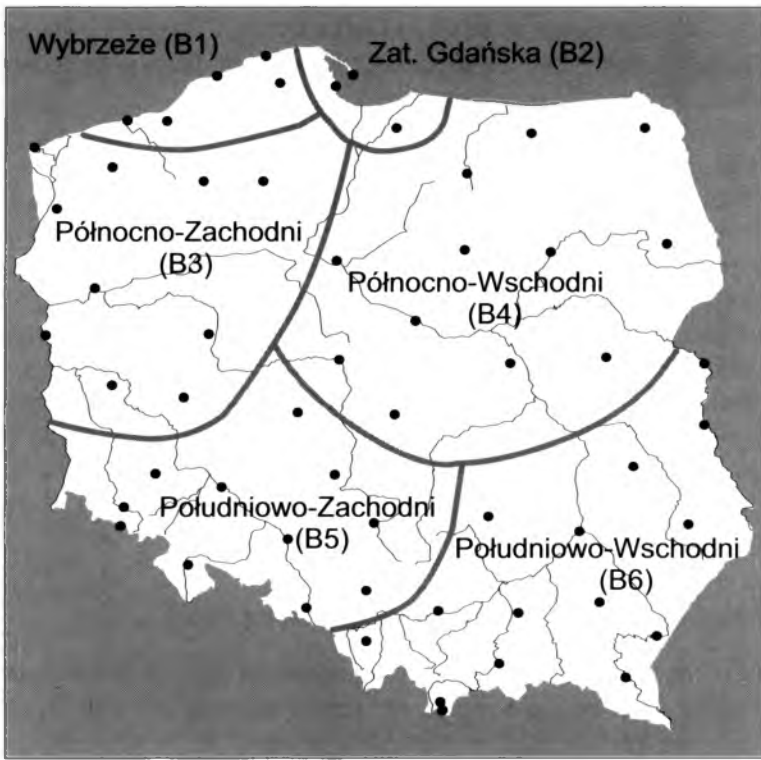 Wybrzeże (B1)
Zat. Gdańska (B2)
Północno-Zachodni
(B3)
Północno-Wschodni
(B4)
Południowo-Zachodni
(B5)
Południowo-Wschodni
(B6)